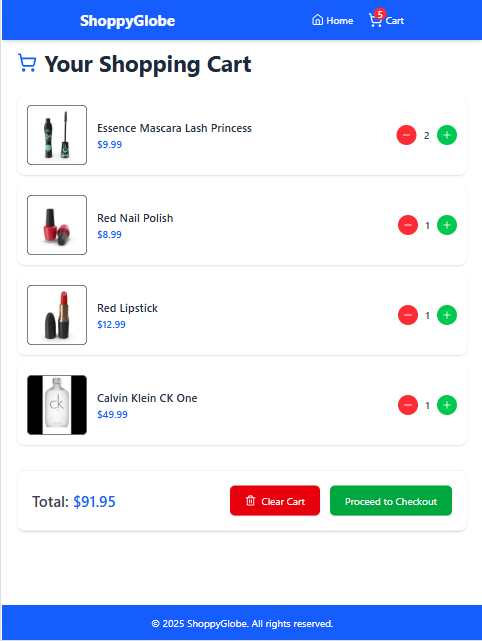 ShoppyGlobe
Home
5
Cart
Your Shopping Cart
Essence Mascara Lash Princess
$9.99
2
Red Nail Polish
$8.99
1
Red Lipstick
$12.99
1
ck
Calvin Klein CK One
$49.99
1
Total: $91.95
Clear Cart
Proceed to Checkout
© 2025 ShoppyGlobe. All rights reserved.